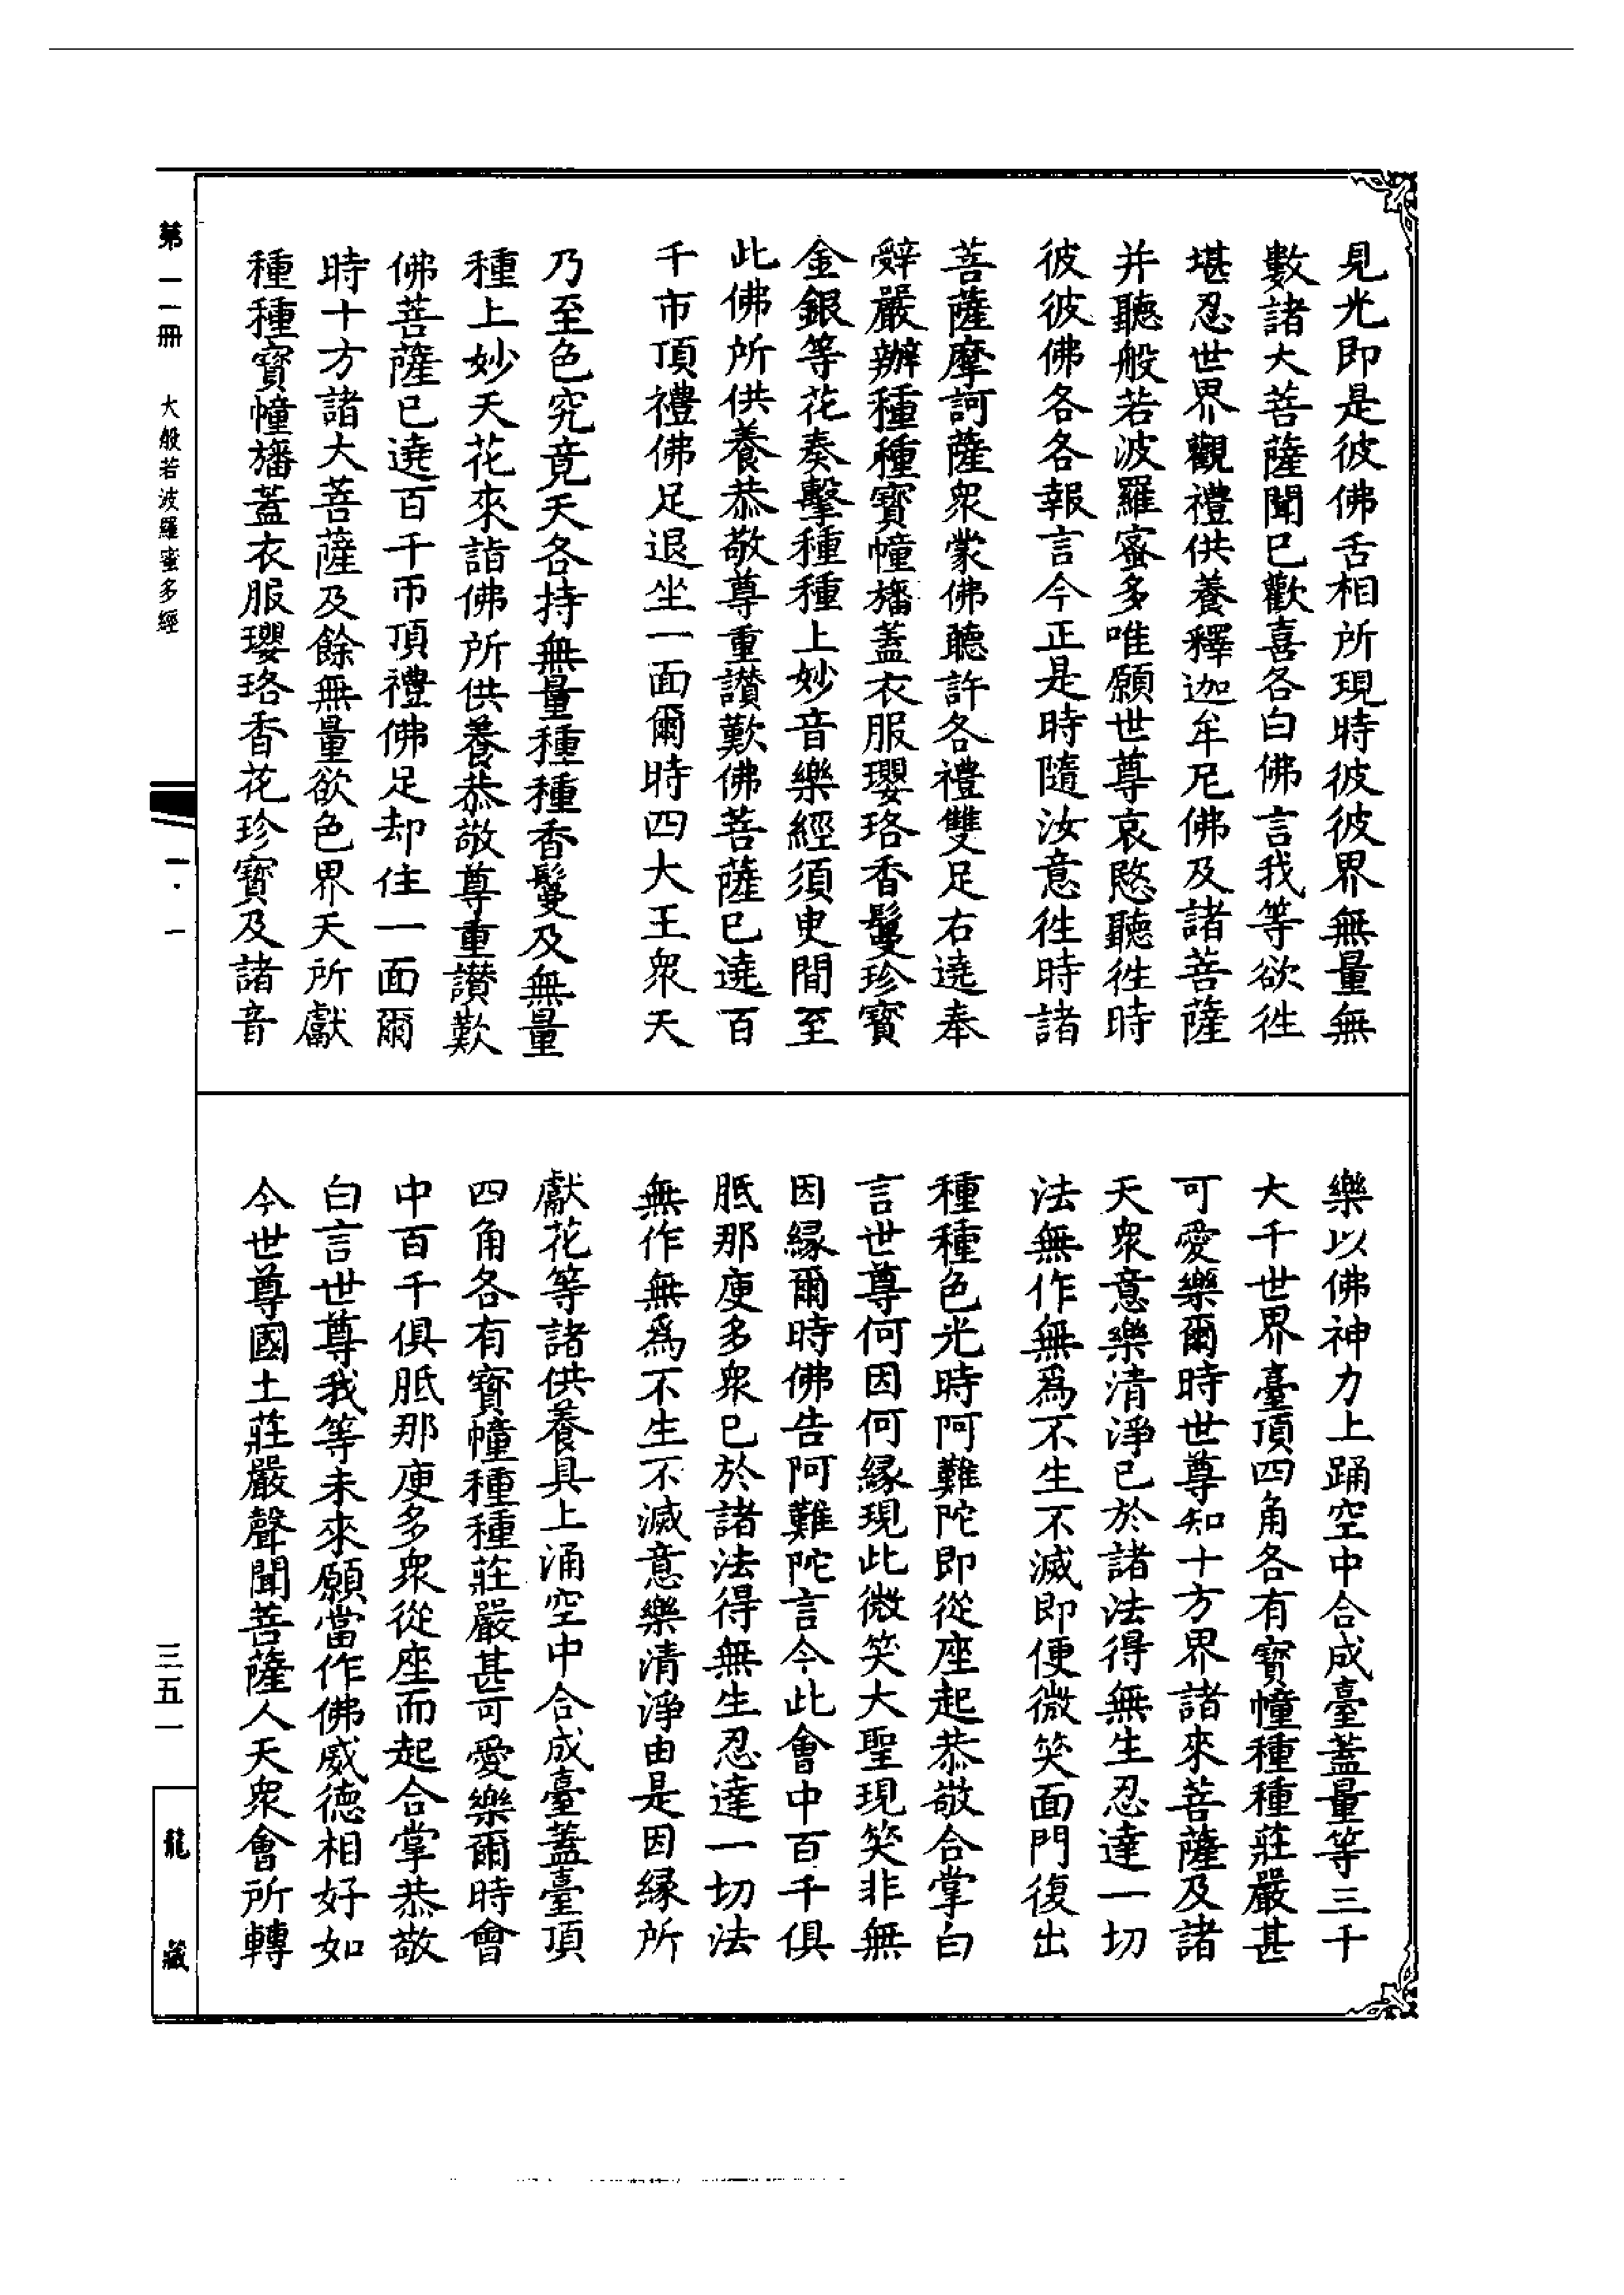 見光即是彼佛舌相所現時彼彼界無量無
數諸大菩薩聞已歡喜各白佛言我等欲徃
堪忍世界觀禮供養釋迦牟尼佛及諸菩薩
并聽般若波羅蜜多唯願世尊哀愍聽徃時
彼彼佛各各報言今正是時隨汝意徃時諸
菩薩摩訶薩衆蒙佛聽許各禮雙足右遶奉
辤嚴辦種種寶幢旛蓋衣服瓔珞香鬘珍寶
金銀等花奏擊種種上妙音樂經須臾間至
此佛所供養恭敬尊重讃歎佛菩薩已遶百
千帀頂禮佛足退坐一面爾時四大王衆天
乃至色究竟天各持無量種種香鬘及無量
種上妙天花來詣佛所供養恭敬尊重讃歎
佛菩薩已遶百千帀頂禮佛足却住一面爾
時十方諸大菩薩及餘無量欲色界天所獻
種種寶幢旛蓋衣服瓔珞香花珍寶及諸音
樂以佛神力上踊空中合成臺蓋量等三千
大千世界臺頂四角各有寶幢種種莊嚴甚
可愛樂爾時世尊知十方界諸來菩薩及諸
天衆意樂清淨已於諸法得無生忍達一切
法無作無爲不生不滅即便微笑面門復出
種種色光時阿難陀即從座起恭敬合掌白
言世尊何因何縁現此微笑大聖現笑非無
因縁爾時佛告阿難陀言今此會中百千俱
胝那庾多衆已於諸法得無生忍達一切法
無作無爲不生不滅意樂清淨由是因縁所
獻花等諸供養具上涌空中合成臺蓋臺頂
四角各有寶幢種種莊嚴甚可愛樂爾時會
中百千俱胝那庾多衆從座而起合掌恭敬
白言世尊我等未來願當作佛威德相好如
今世尊國土莊嚴聲聞菩薩人天衆會所轉
第一一冊 大般若波羅蜜多經
一·一
三五一
龍藏